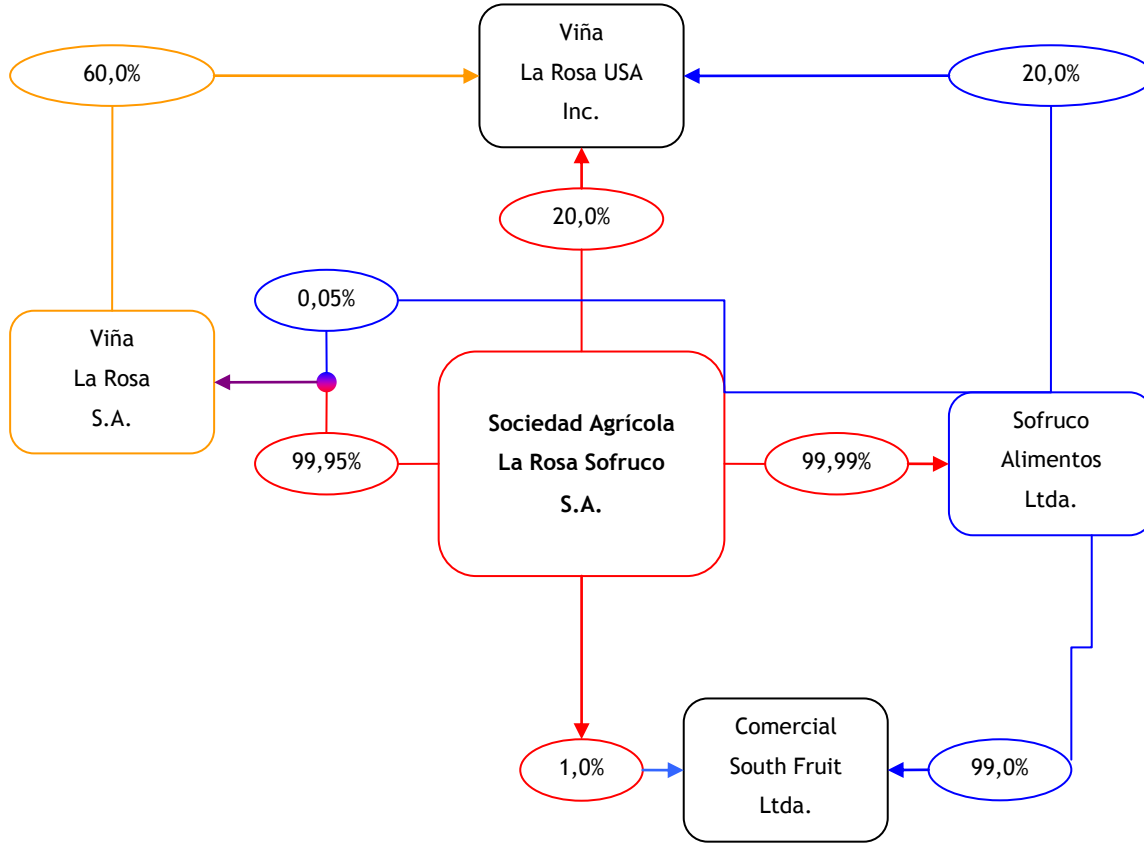 60,0%
Viña
La Rosa USA
Inc.
20,0%
20,0%
0,05%
Viña
La Rosa
S.A.
99,95%
Sociedad Agrícola
La Rosa Sofruco
S.A.
99,99%
Sofruco
Alimentos
Ltda.
1,0%
Comercial
South Fruit
Ltda.
99,0%